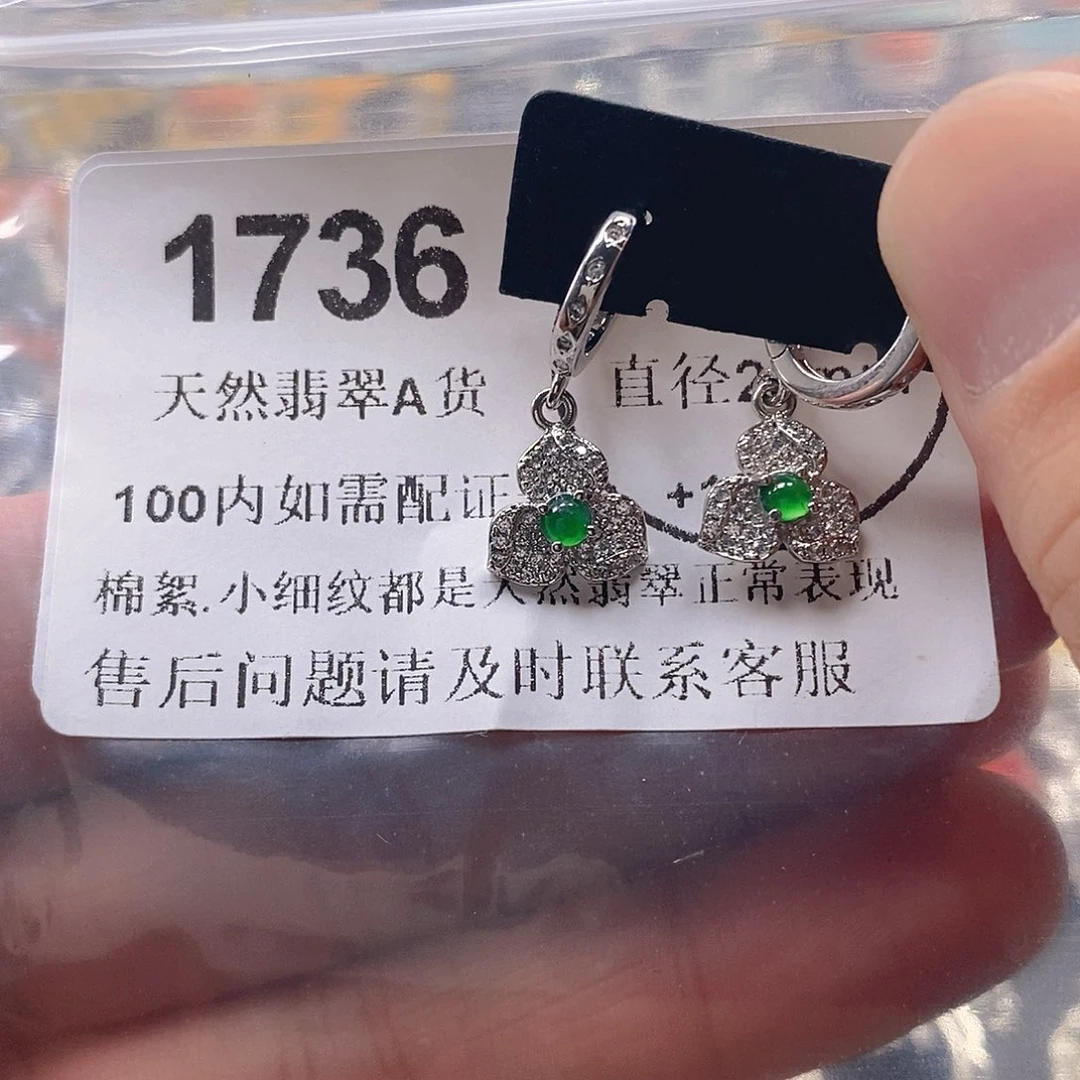 1736
天然翡翠A货 直径2
100内如需配证 +
棉絮.小细纹都是天然翡翠正常表现
售后问题请及时联系客服